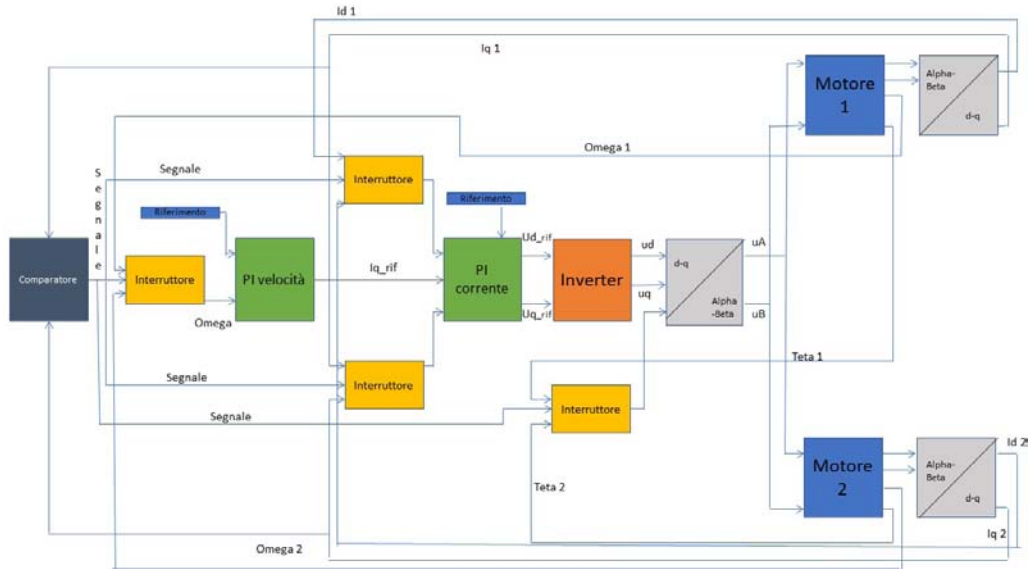 Id 1
Iq 1
Motore
1
Alpha-
Beta
d-q
Omega 1
Segnale
Segnale
Interruttore
Riferimento
Riferimento
Comparatore
Interruttore
Omega
PI velocità
Iq_rif
PI
corrente
Ud_rif
Uq_rif
Inverter
ud
uq
d-q
Alpha
-Beta
uA
uB
Teta 1
Segnale
Interruttore
Segnale
Interruttore
Teta 2
Motore
2
Alpha-
Beta
d-q
Id 2
Iq 2
Omega 2